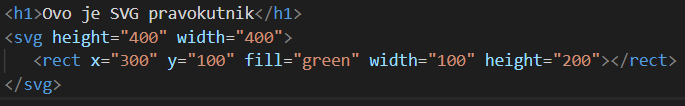 <h1>Ovo je SVG pravokutnik</h1>
<svg height="400" width="400">
<rect x="300" y="100" fill="green" width="100" height="200"></rect>
</svg>